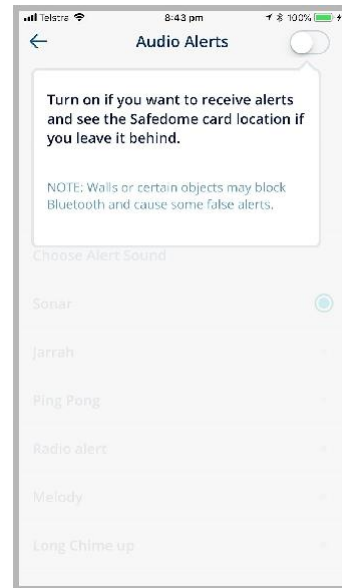 Telstra 8:43 pm 100%
Audio Alerts
Turn on if you want to receive alerts
and see the Safedome card location if
you leave it behind.
NOTE: Walls or certain objects may block
Bluetooth and cause some false alerts.
Choose Alert Sound
Sonar
Jarrah
Ping Pong
Radio alert
Melody
Long Chime up